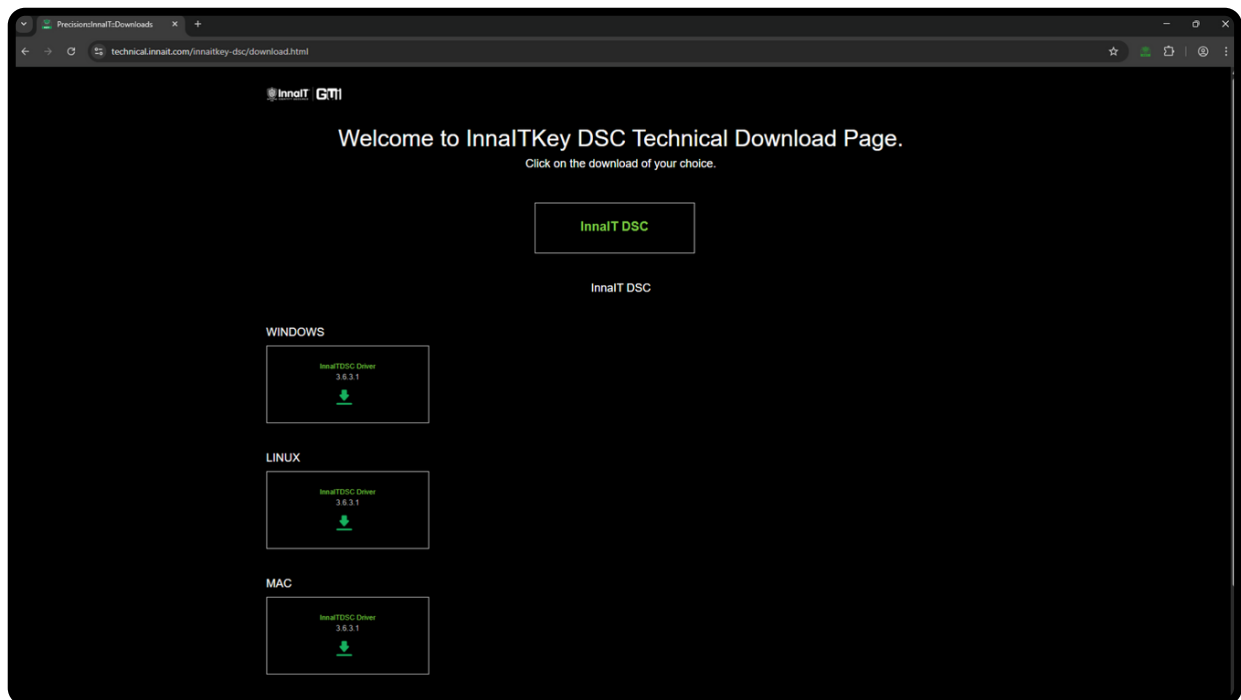 Precision::InnaIT::Downloads
technical.innait.com/innaitkey-dsc/download.html
InnaIT
Welcome to InnaITKey DSC Technical Download Page.
Click on the download of your choice.
InnaIT DSC
InnaIT DSC
WINDOWS
InnaITDSC Driver
3.6.3.1
LINUX
InnaITDSC Driver
3.6.3.1
MAC
InnaITDSC Driver
3.6.3.1